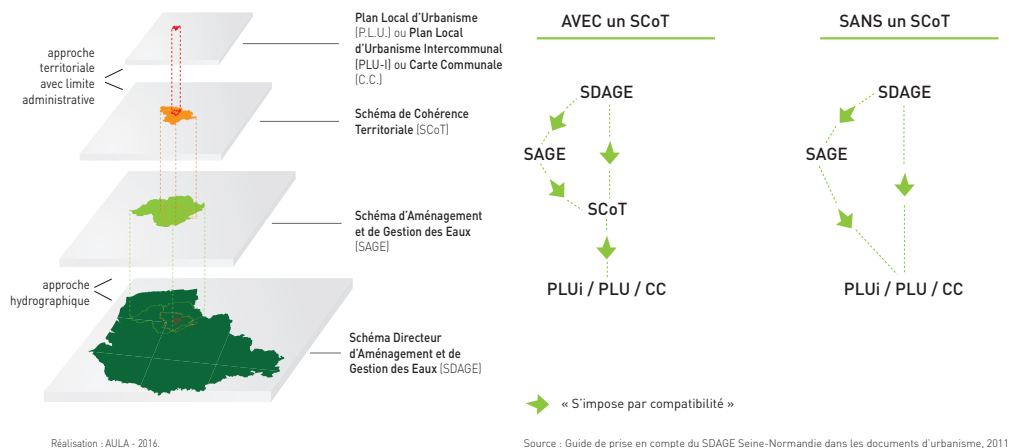 Plan Local d'Urbanisme
(P.L.U.) ou Plan Local
d'Urbanisme Intercommunal
(PLU-I) ou Carte Communale
(C.C.)
approche
territoriale
avec limite
administrative
Schéma de Cohérence
Territoriale (SCoT)
Schéma d'Aménagement
et de Gestion des Eaux
(SAGE)
approche
hydrographique
Schéma Directeur
d'Aménagement et de
Gestion des Eaux (SDAGE)
Réalisation : AULA - 2016.
AVEC un SCoT
SDAGE
SAGE
SCoT
PLUi / PLU / CC
SANS un SCoT
SDAGE
SAGE
PLUi / PLU / CC
« S'impose par compatibilité »
Source : Guide de prise en compte du SDAGE Seine-Normandie dans les documents d'urbanisme, 2011